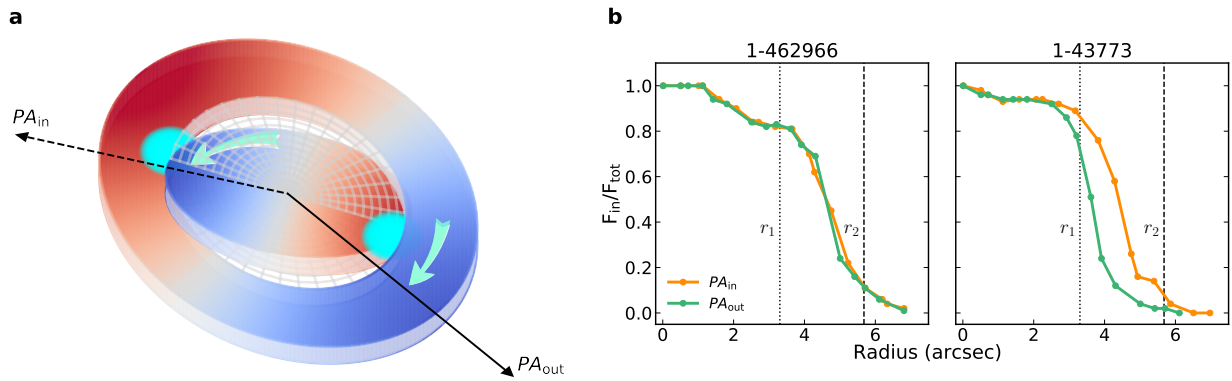 a
PA_in
PA_out
b
1-462966
1-43773
F_in/F_tot
1.0
0.8
0.6
0.4
0.2
0.0
r_1
r_2
r_1
r_2
PA_in
PA_out
0 2 4 6
0 2 4 6
Radius (arcsec)